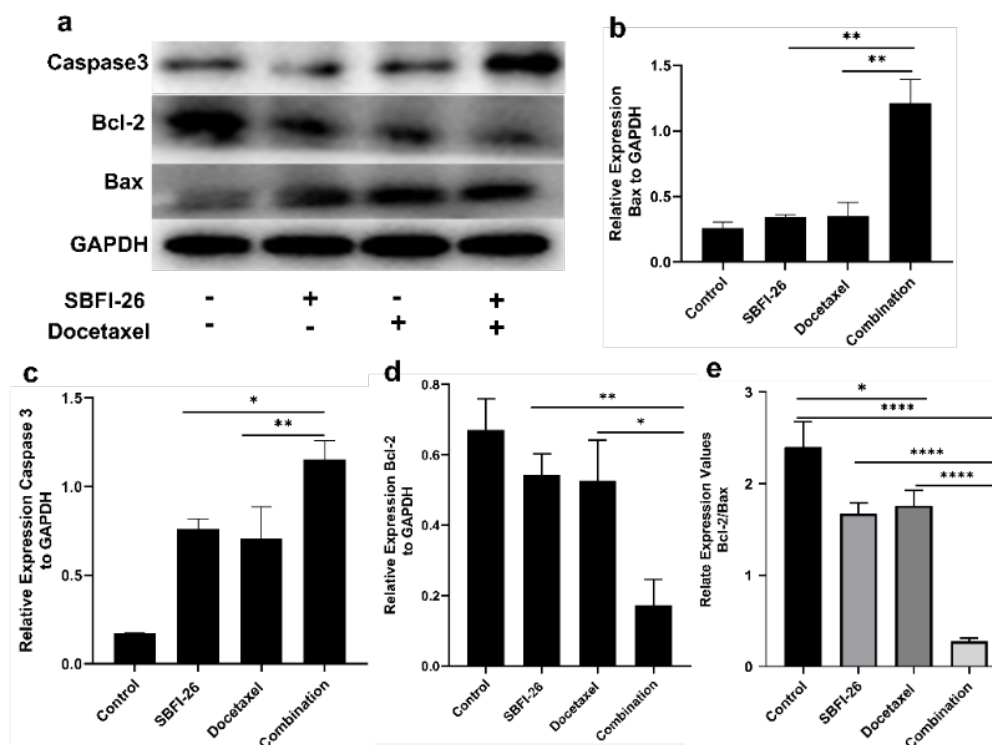 a
Caspase3
Bcl-2
Bax
GAPDH
SBFI-26 - + - +
Docetaxel - - + +
b
Relative Expression
Bax to GAPDH
1.5
1.0
0.5
0.0
**
**
Control
SBFI-26
Docetaxel
Combination
c
Relative Expression Caspase 3
to GAPDH
1.5
1.0
0.5
0.0
*
**
Control
SBFI-26
Docetaxel
Combination
d
Relative Expression Bcl-2
to GAPDH
0.8
0.6
0.4
0.2
0.0
**
*
Control
SBFI-26
Docetaxel
Combination
e
Relate Expression Values
Bcl-2/Bax
3
2
1
0
*
****
****
****
Control
SBFI-26
Docetaxel
Combination